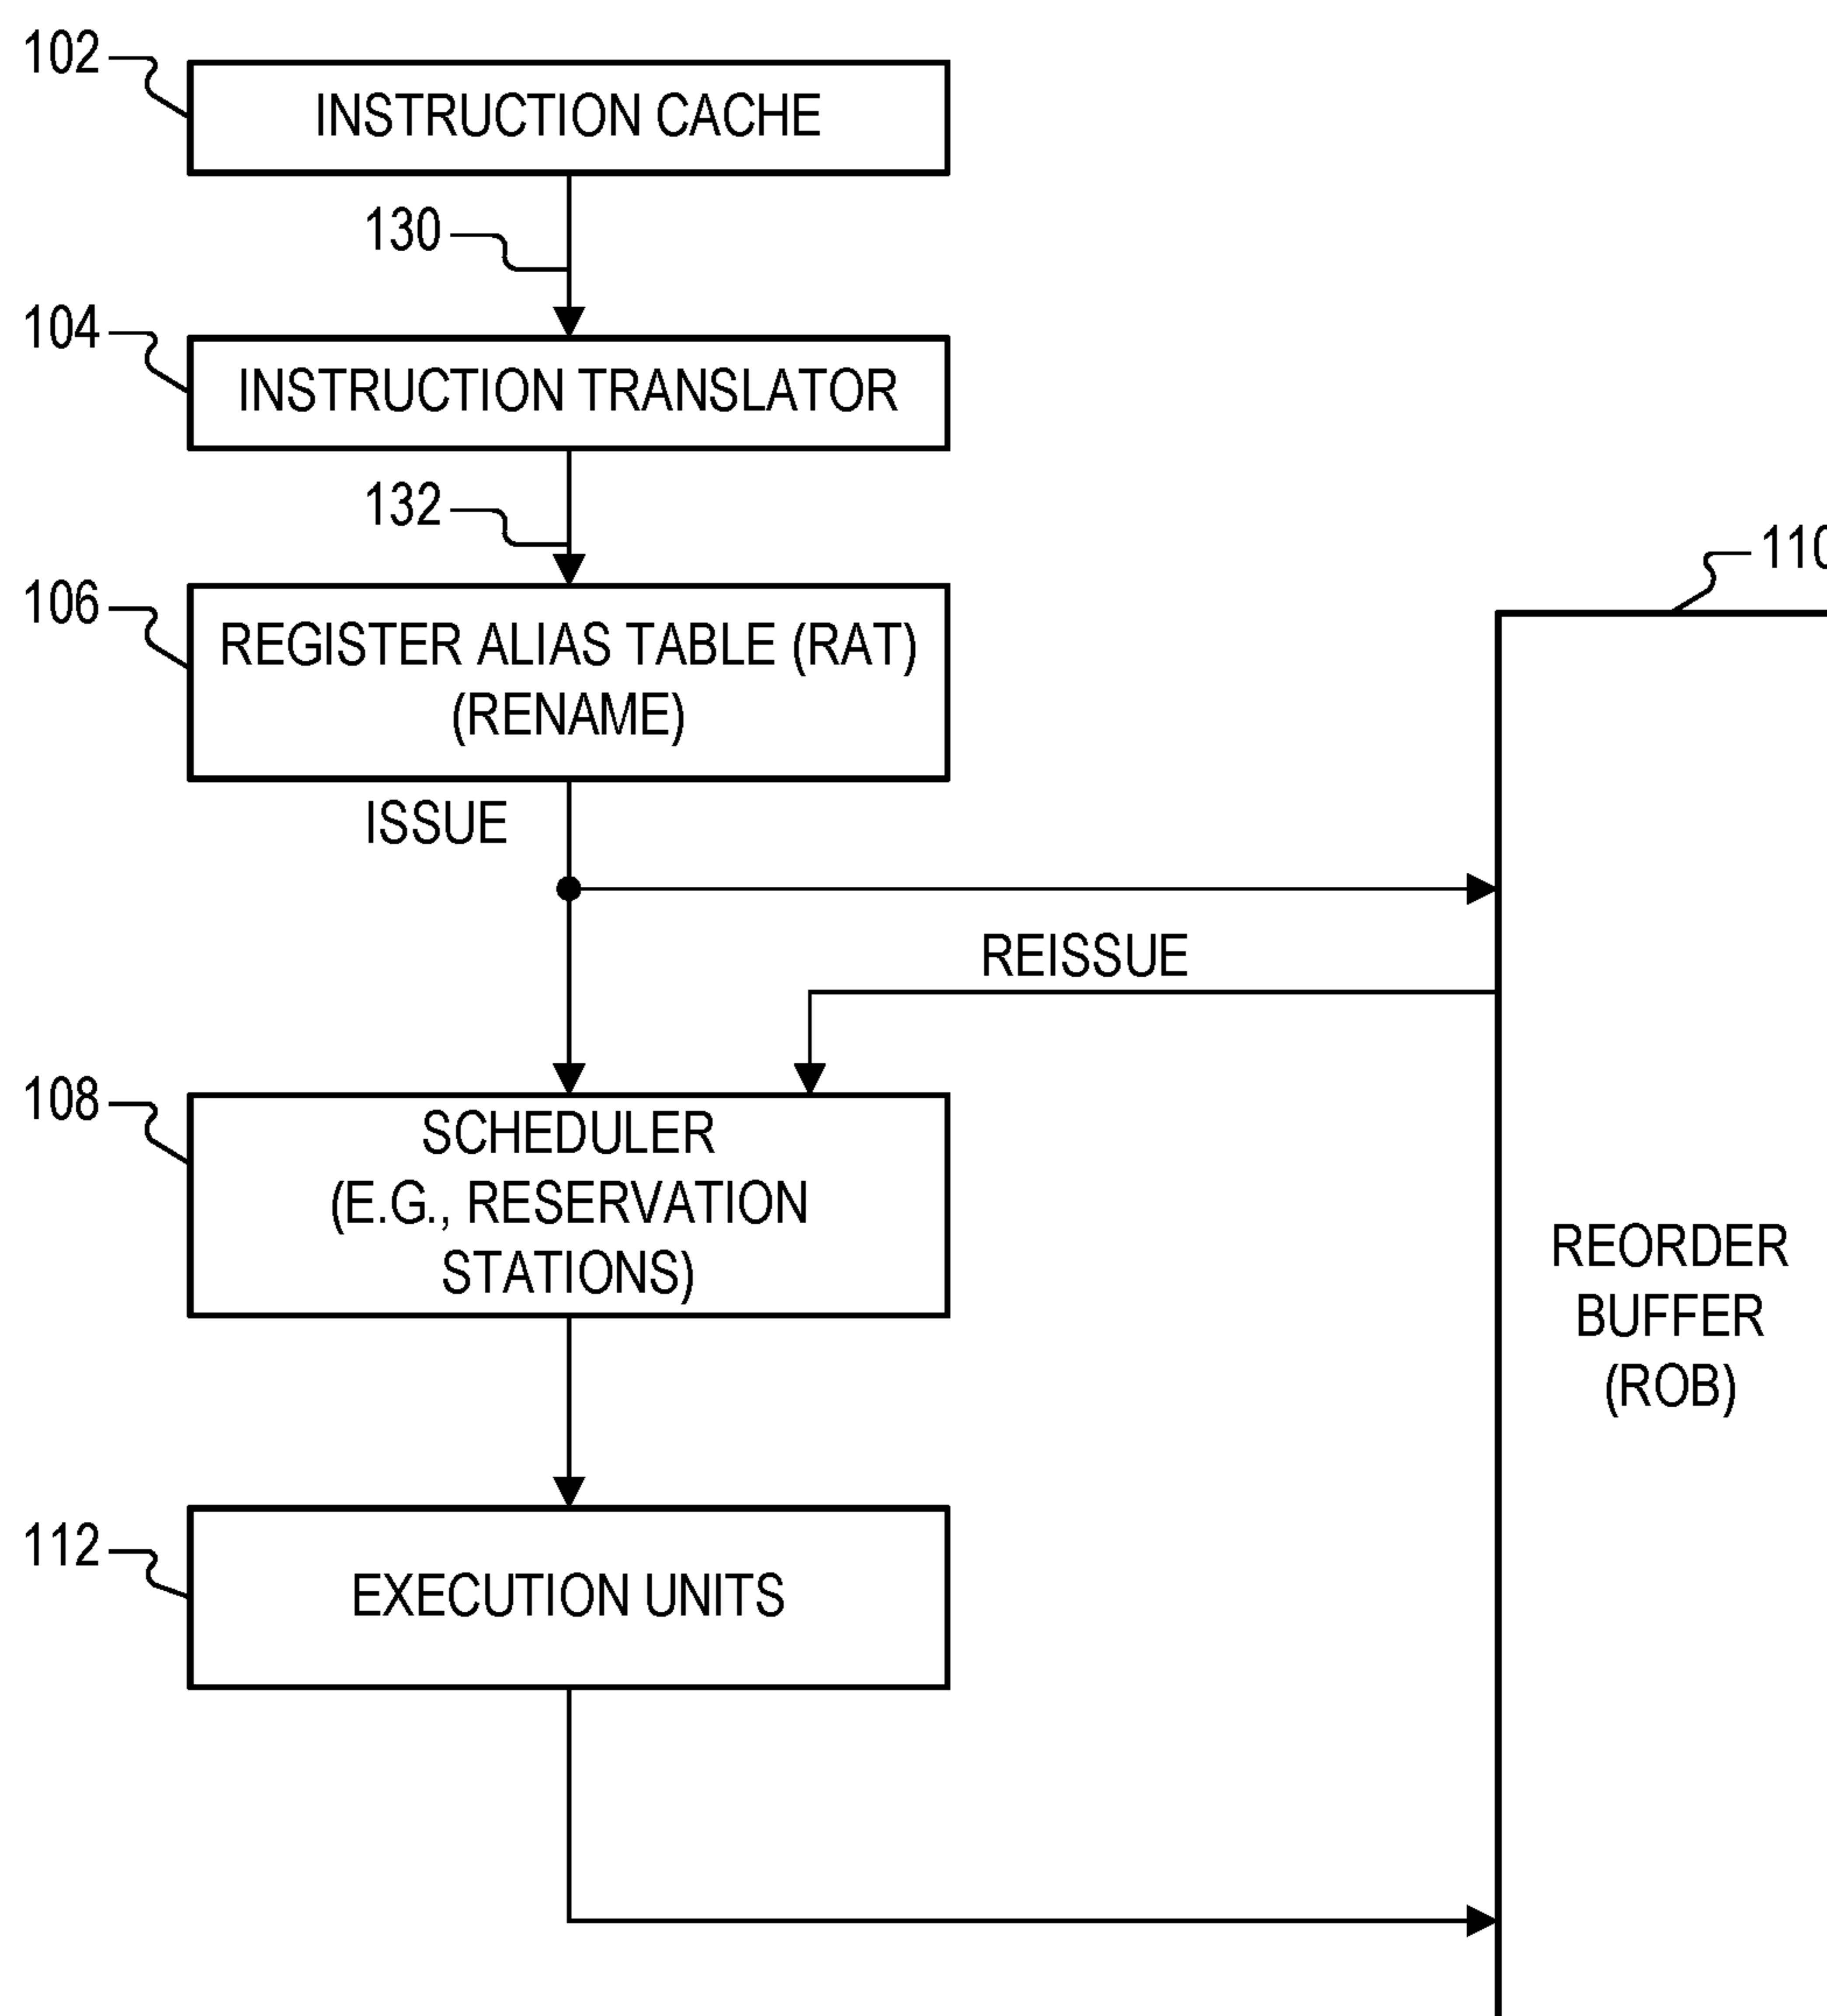 102
INSTRUCTION CACHE
130
104
INSTRUCTION TRANSLATOR
132
110
106
REGISTER ALIAS TABLE (RAT)
(RENAME)
ISSUE
REISSUE
108
SCHEDULER
(E.G., RESERVATION
STATIONS)
REORDER
BUFFER
(ROB)
112
EXECUTION UNITS